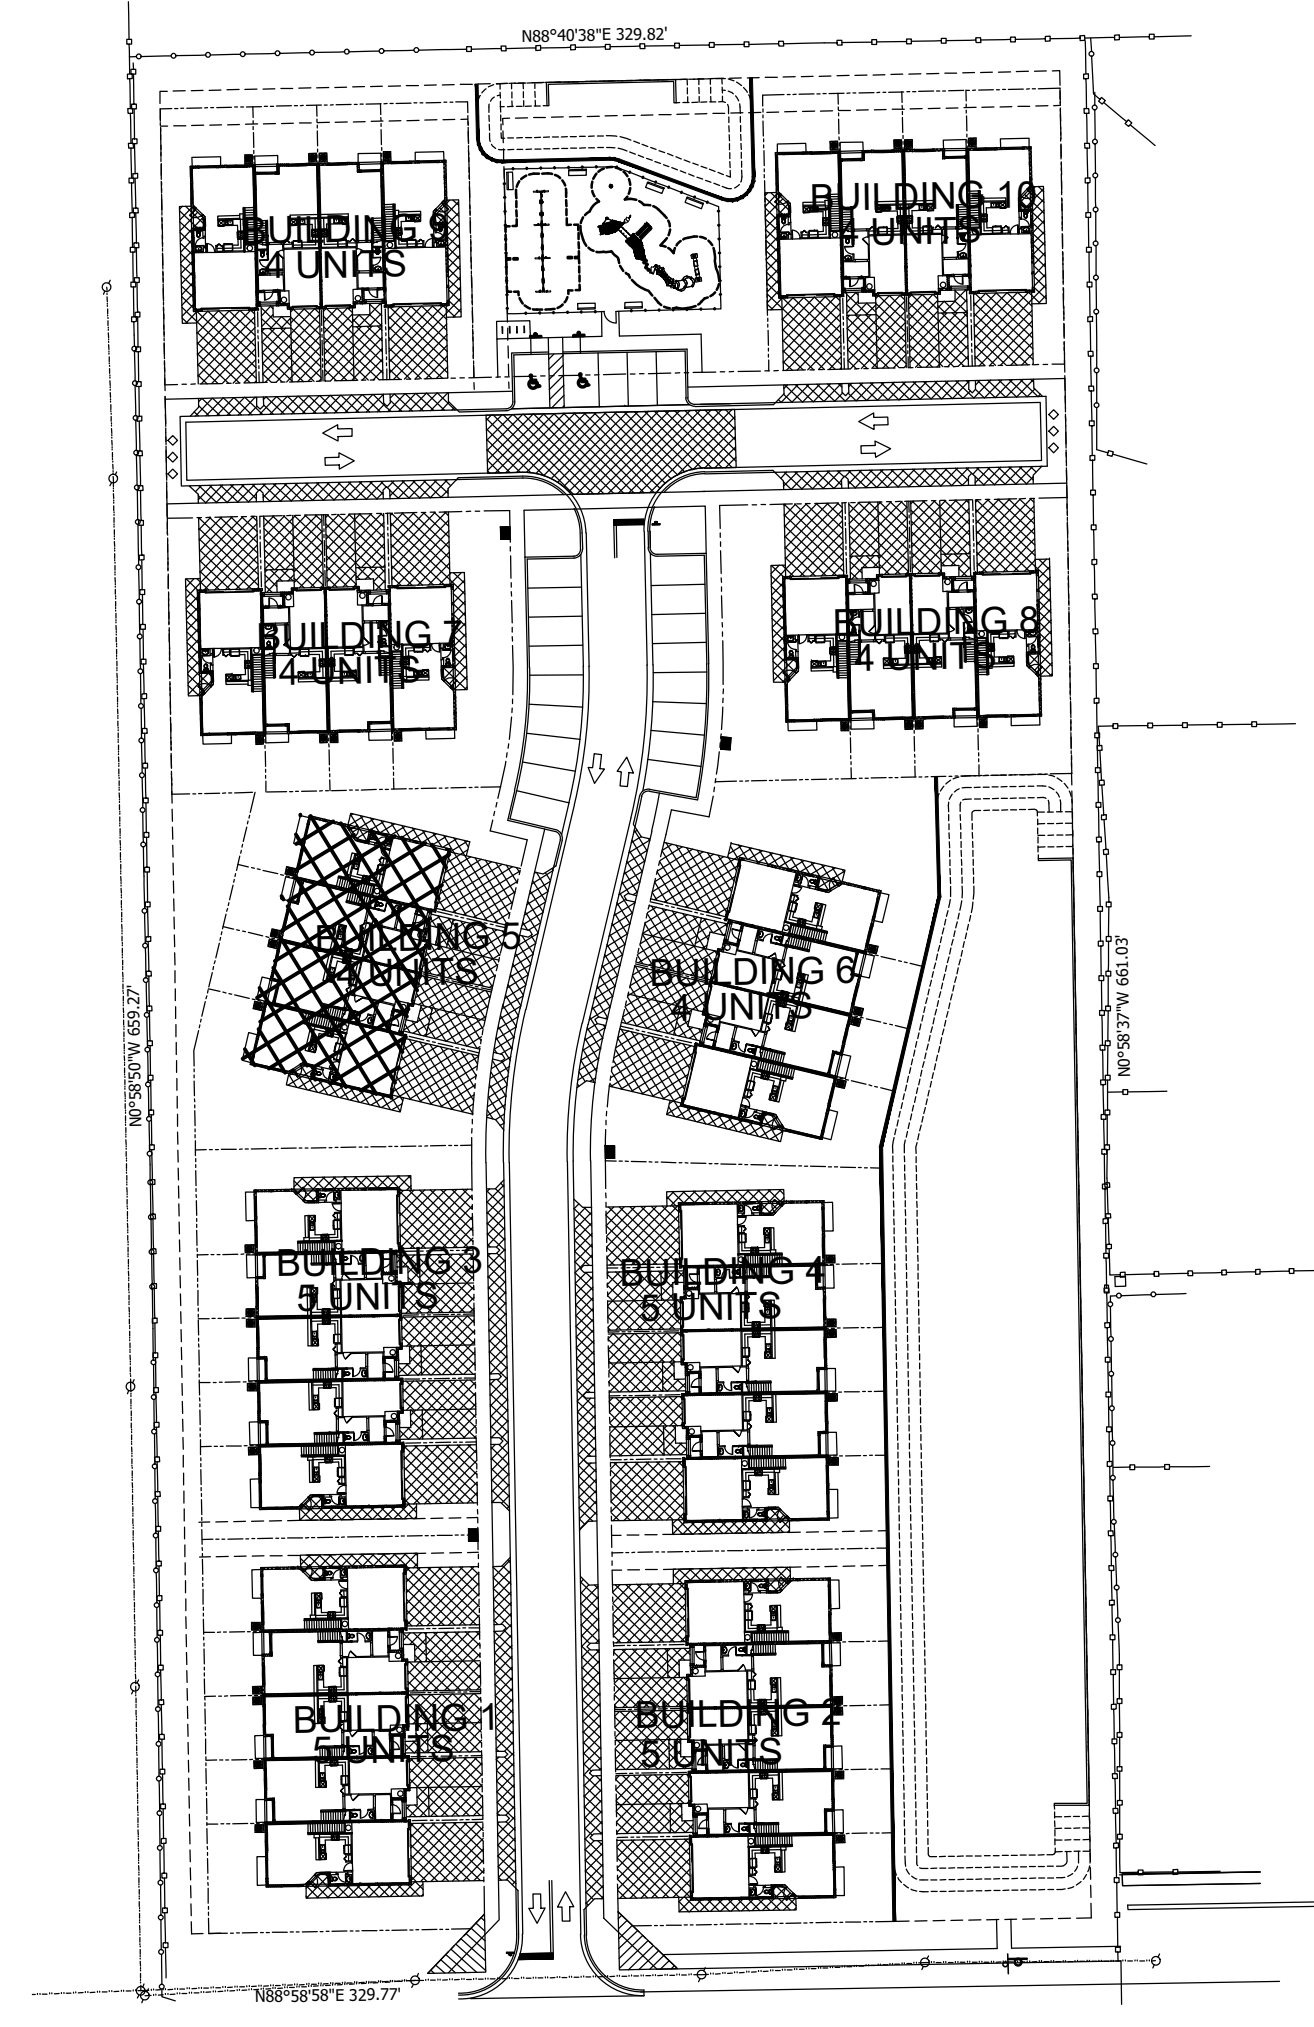 N88°40'38"E 329.82'
BUILDING 9
4 UNITS
BUILDING 10
4 UNITS
BUILDING 7
4 UNITS
BUILDING 8
4 UNITS
BUILDING 5
4 UNITS
BUILDING 6
4 UNITS
N0°58'50"W 659.27'
N0°58'37"W 661.03'
BUILDING 3
5 UNITS
BUILDING 4
5 UNITS
BUILDING 1
5 UNITS
BUILDING 2
5 UNITS
N88°58'58"E 329.77'